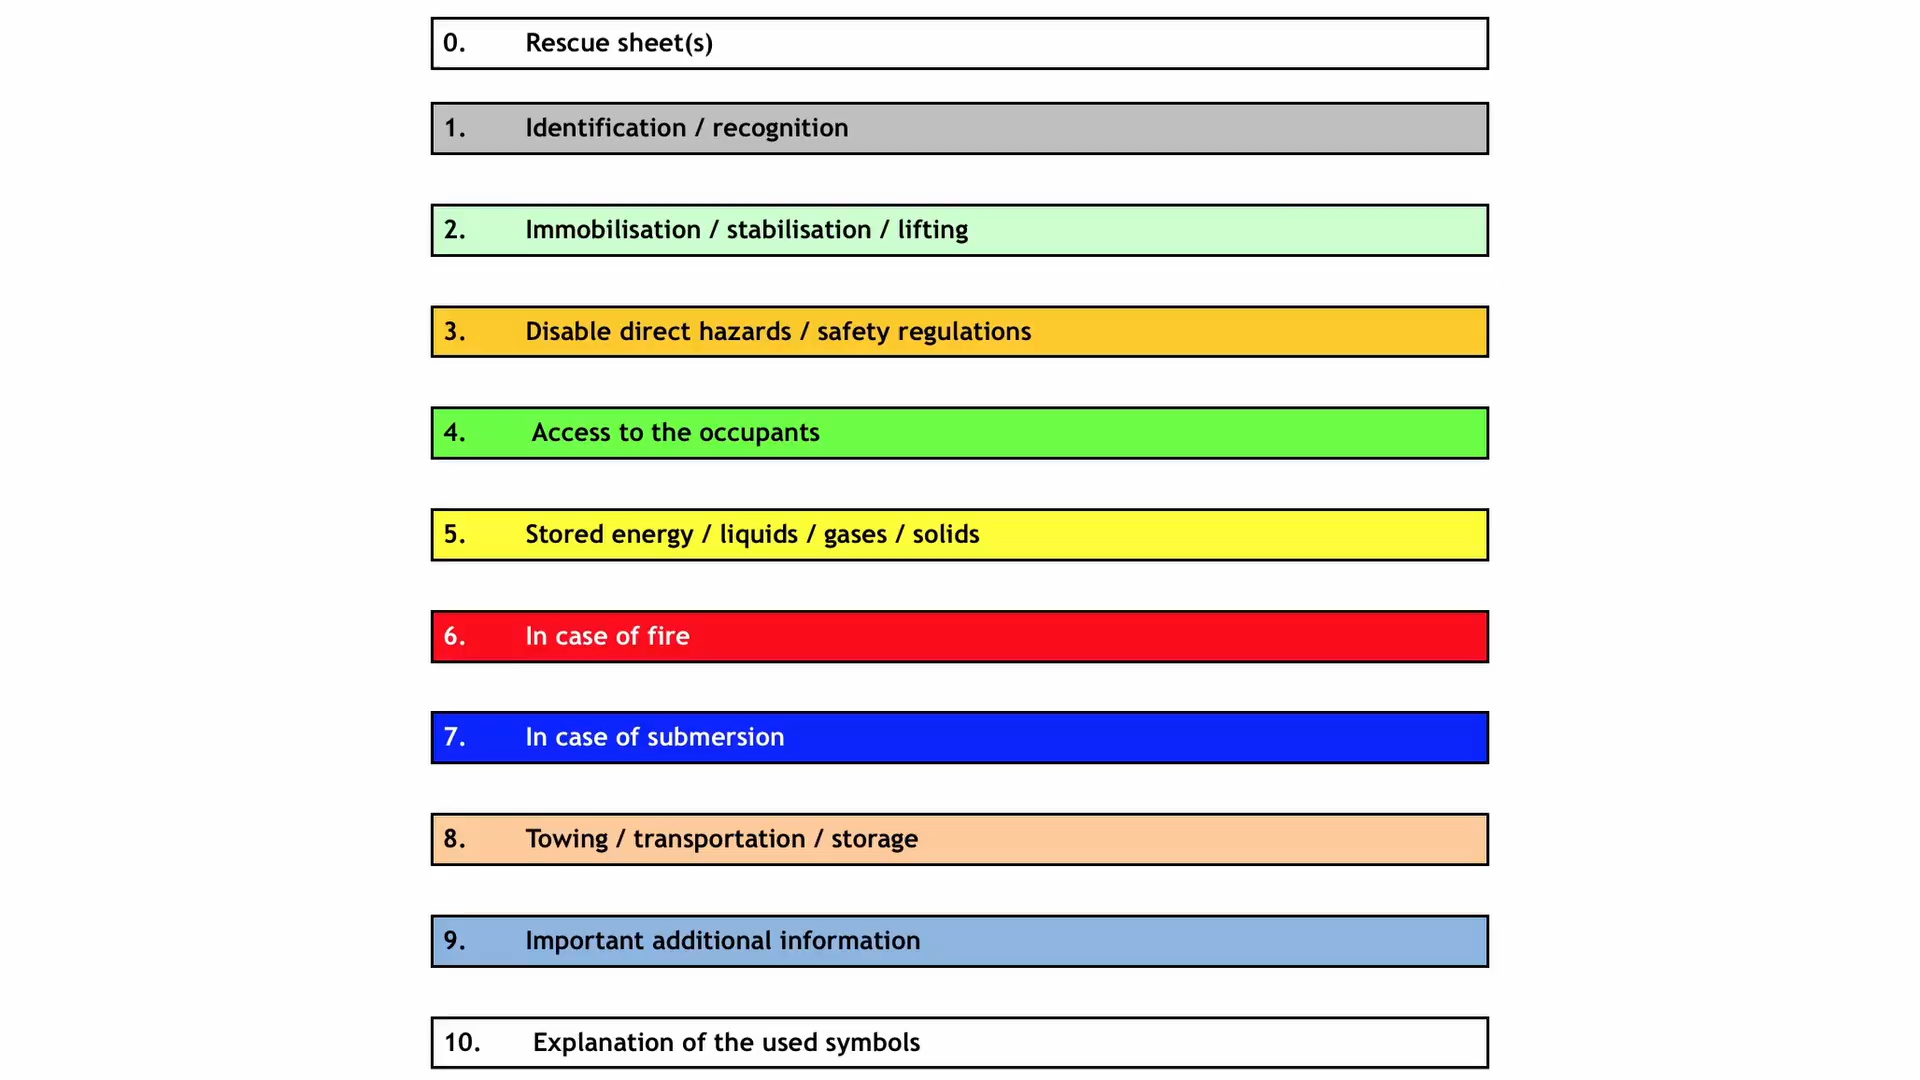 0. Rescue sheet(s)
1. Identification / recognition
2. Immobilisation / stabilisation / lifting
3. Disable direct hazards / safety regulations
4. Access to the occupants
5. Stored energy / liquids / gases / solids
6. In case of fire
7. In case of submersion
8. Towing / transportation / storage
9. Important additional information
10. Explanation of the used symbols